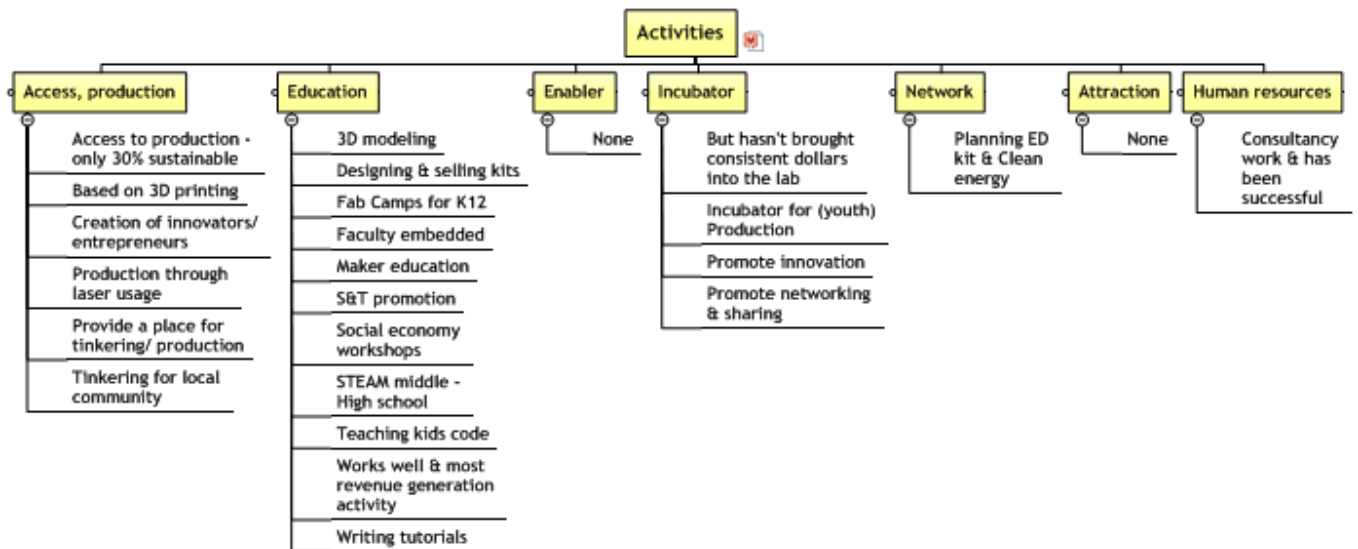 Activities
Access, production
Access to production -
only 30% sustainable
Based on 3D printing
Creation of innovators/
entrepreneurs
Production through
laser usage
Provide a place for
tinkering/ production
Tinkering for local
community
Education
3D modeling
Designing & selling kits
Fab Camps for K12
Faculty embedded
Maker education
S&T promotion
Social economy
workshops
STEAM middle -
High school
Teaching kids code
Works well & most
revenue generation
activity
Writing tutorials
Enabler
None
Incubator
But hasn't brought
consistent dollars
into the lab
Incubator for (youth)
Production
Promote innovation
Promote networking
& sharing
Network
Planning ED
kit & Clean
energy
Attraction
None
Human resources
Consultancy
work & has
been
successful